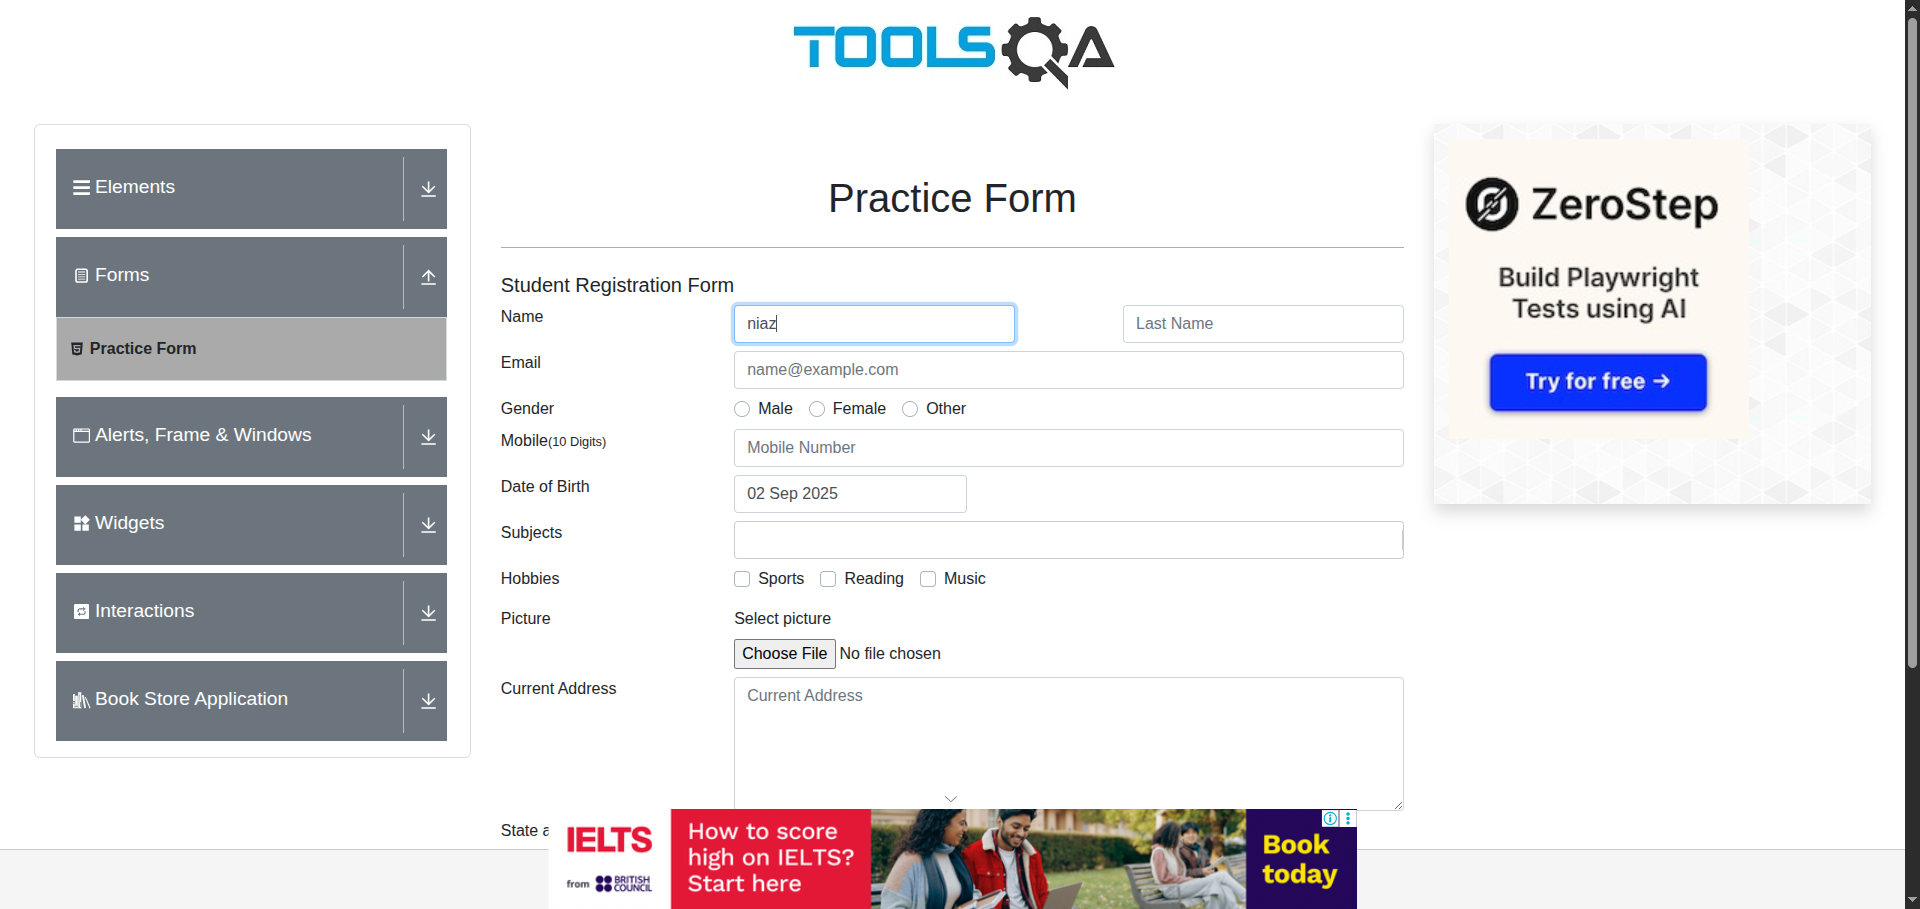 TOOLSQA
Elements
Forms
Practice Form
Alerts, Frame & Windows
Widgets
Interactions
Book Store Application
Practice Form
Student Registration Form
Name niaz Last Name
Email name@example.com
Gender Male Female Other
Mobile(10 Digits) Mobile Number
Date of Birth 02 Sep 2025
Subjects
Hobbies Sports Reading Music
Picture Select picture
Choose File No file chosen
Current Address Current Address
State a
ZeroStep
Build Playwright
Tests using AI
Try for free →
IELTS
from BRITISH
COUNCIL
How to score
high on IELTS?
Start here
Book
today